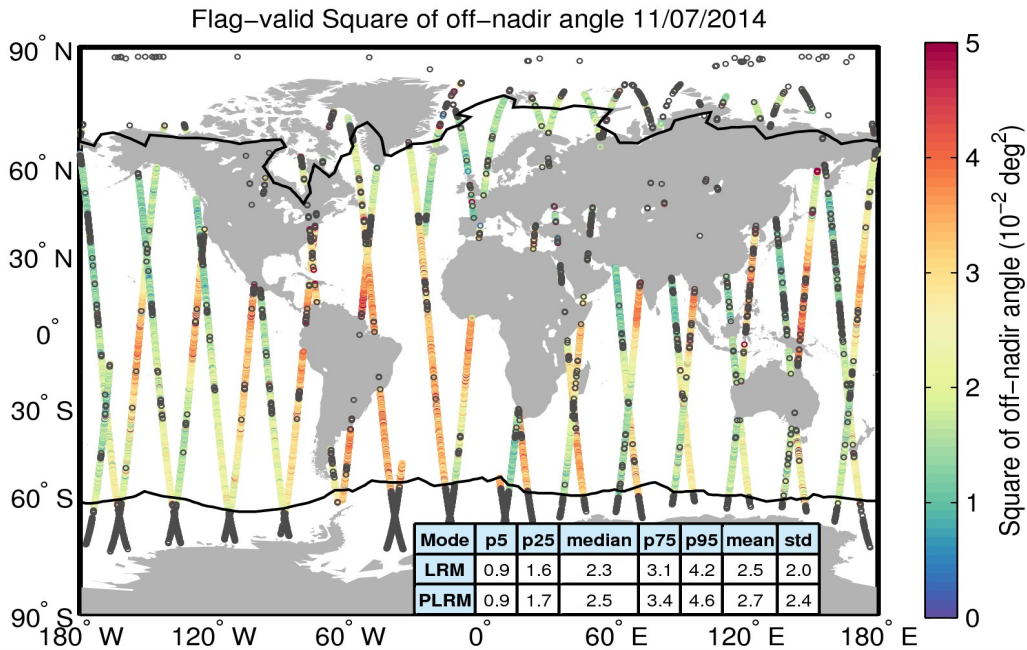 Flag−valid Square of off−nadir angle 11/07/2014
90° N
60° N
30° N
0°
30° S
60° S
90° S
180° W
120° W
60° W
0°
60° E
120° E
180° E
Mode p5 p25 median p75 p95 mean std
LRM 0.9 1.6 2.3 3.1 4.2 2.5 2.0
PLRM 0.9 1.7 2.5 3.4 4.6 2.7 2.4
5
4
3
2
1
0
Square of off−nadir angle (10⁻² deg²)